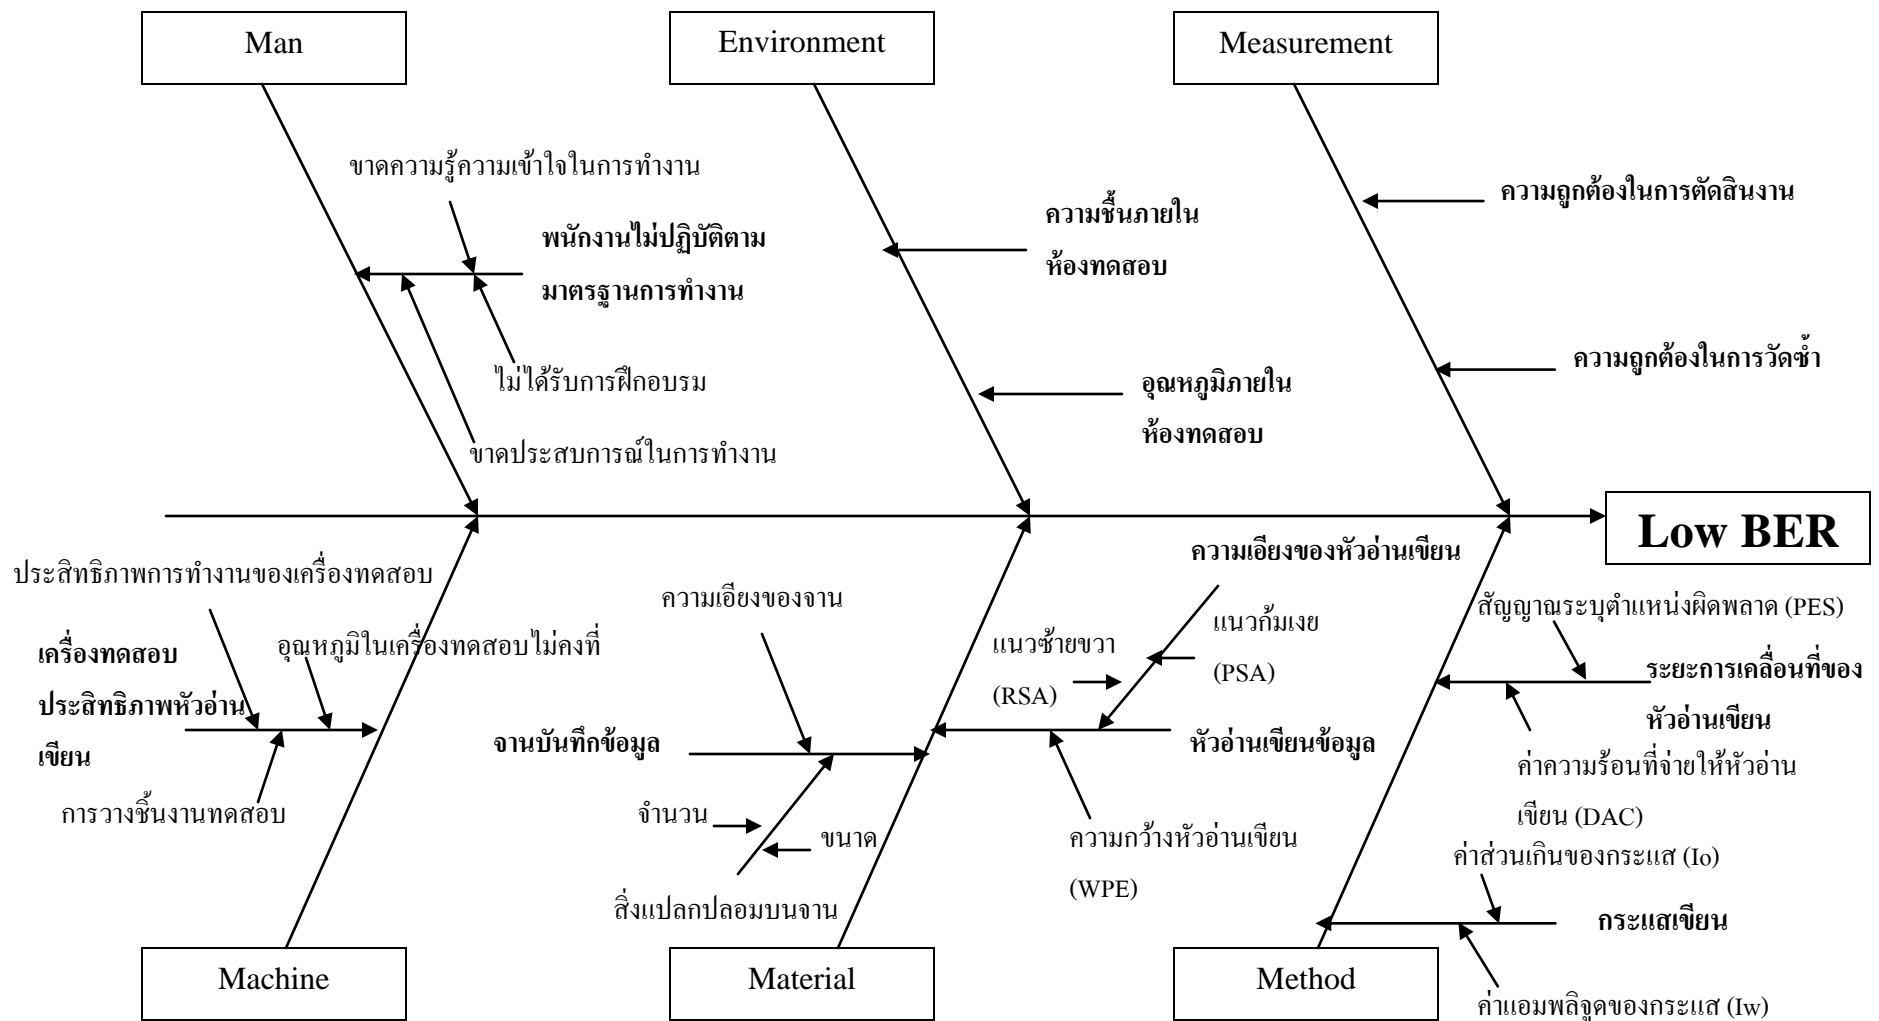 Man
Environment
Measurement
ขาดความรู้ความเข้าใจในการทำงาน
พนักงานไม่ปฏิบัติตาม
มาตรฐานการทำงาน
ไม่ได้รับการฝึกอบรม
ขาดประสบการณ์ในการทำงาน
ความชื้นภายใน
ห้องทดสอบ
อุณหภูมิภายใน
ห้องทดสอบ
ความถูกต้องในการตัดสินงาน
ความถูกต้องในการวัดซ้ำ
Low BER
ประสิทธิภาพการทำงานของเครื่องทดสอบ
อุณหภูมิในเครื่องทดสอบไม่คงที่
เครื่องทดสอบ
ประสิทธิภาพหัวอ่าน
เขียน
การวางชิ้นงานทดสอบ
ความเอียงของจาน
จานบันทึกข้อมูล
จำนวน
ขนาด
สิ่งแปลกปลอมบนจาน
ความเอียงของหัวอ่านเขียน
แนวซ้ายขวา
(RSA)
แนวก้มเงย
(PSA)
หัวอ่านเขียนข้อมูล
ความกว้างหัวอ่านเขียน
(WPE)
สัญญาณระบุตำแหน่งผิดพลาด (PES)
ระยะการเคลื่อนที่ของ
หัวอ่านเขียน
ค่าความร้อนที่จ่ายให้หัวอ่าน
เขียน (DAC)
ค่าส่วนเกินของกระแส (Io)
กระแสเขียน
ค่าแอมพลิจูดของกระแส (Iw)
Machine
Material
Method